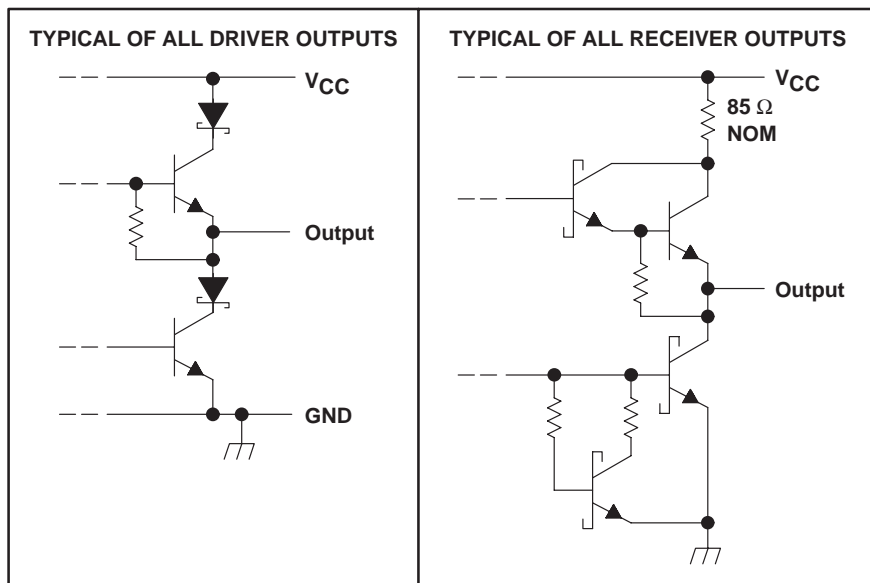 TYPICAL OF ALL DRIVER OUTPUTS
VCC
Output
GND
TYPICAL OF ALL RECEIVER OUTPUTS
VCC
85 Ω
NOM
Output